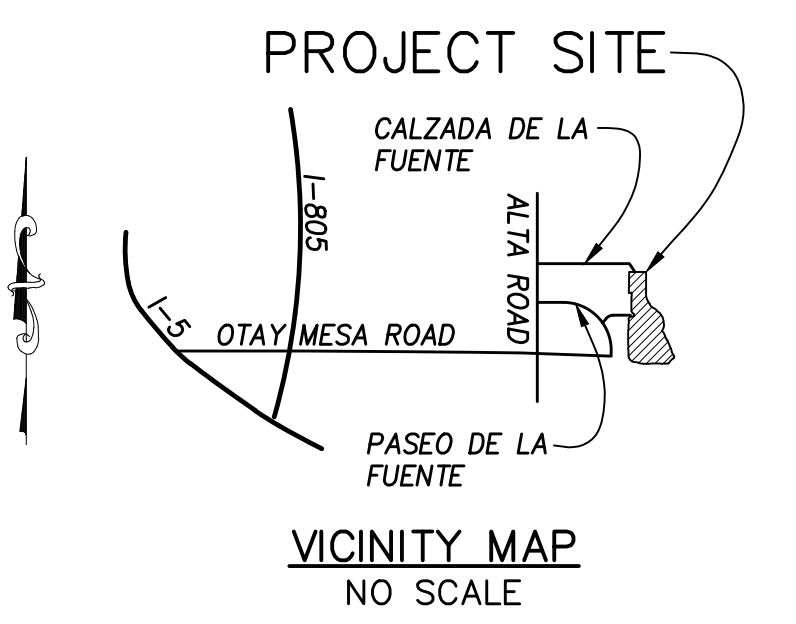 PROJECT SITE
CALZADA DE LA
FUENTE
I-805
ALTA ROAD
I-5
OTAY MESA ROAD
PASEO DE LA
FUENTE
VICINITY MAP
NO SCALE